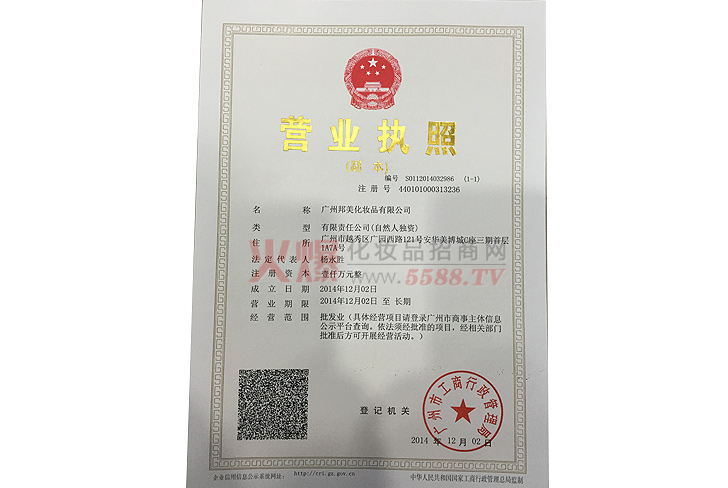 营业执照
(副本)
编号 S0112014032986 (1-1)
注册号 440101000313236
名称 广州邦美化妆品有限公司
类型 有限责任公司(自然人独资)
住所 广州市越秀区广园西路121号安华美博城C座三期首层
1A7A号
法定代表人 杨永胜
注册资本 壹仟万元整
成立日期 2014年12月02日
营业期限 2014年12月02日 至 长期
经营范围 批发业(具体经营项目请登录广州市商事主体信息
公示平台查询。依法须经批准的项目,经相关部门
批准后方可开展经营活动。)
火爆化妆品招商网
www.5588.TV
登记机关
广州市工商行政管理局
2014 年 12 月 02 日
企业信用信息公示系统网址: http://cri.gz.gov.cn
中华人民共和国国家工商行政管理总局监制